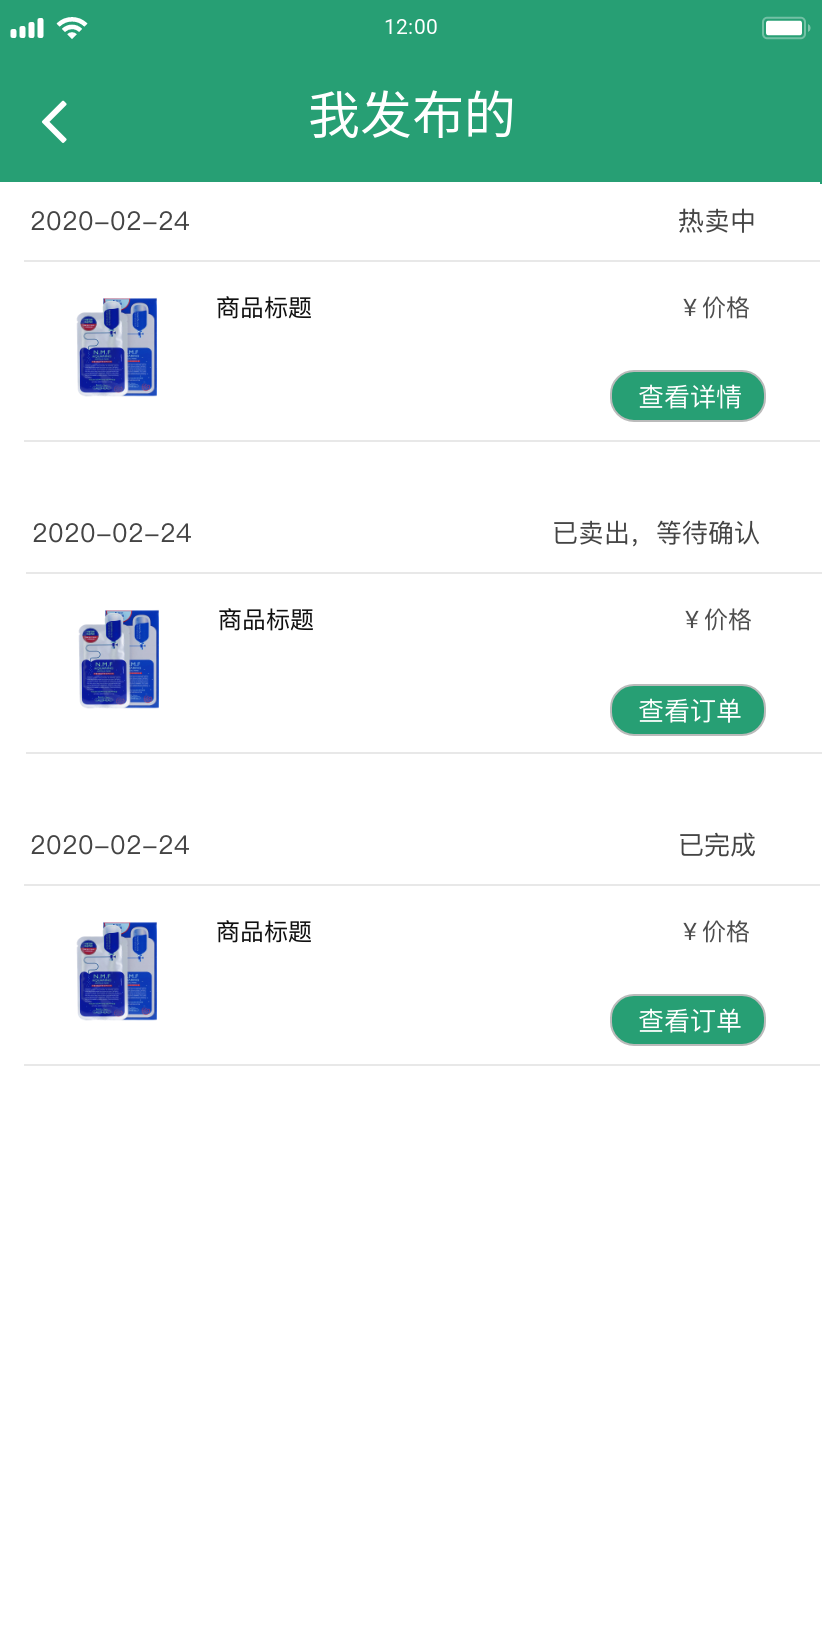 12:00
我发布的
2020-02-24 热卖中
商品标题 ¥ 价格
N.M.F
查看详情
2020-02-24 已卖出，等待确认
商品标题 ¥ 价格
N.M.F
查看订单
2020-02-24 已完成
商品标题 ¥ 价格
N.M.F
查看订单